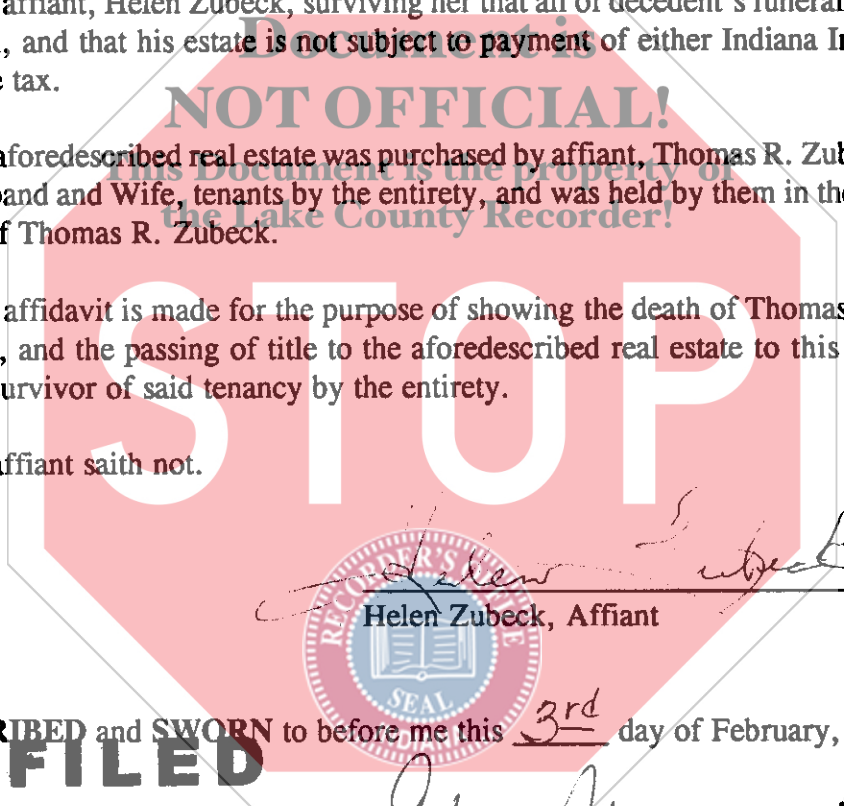 affiant, Helen Zubeck, surviving her that all of decedent's funeral
, and that his estate is not subject to payment of either Indiana
tax.
Document is
NOT OFFICIAL!
This Document is the property of
the Lake County Recorder!
aforedescribed real estate was purchased by affiant, Thomas R.
and Wife, tenants by the entirety, and was held by them in
Thomas R. Zubeck.
affidavit is made for the purpose of showing the death of Thomas
, and the passing of title to the aforedescribed real estate to this
survivor of said tenancy by the entirety.
STOP
affiant saith not.
Helen Zubeck
Helen Zubeck, Affiant
RECORDER'S OFFICE
SEAL
RIBED and SWORN to before me this 3rd day of February,
FILED